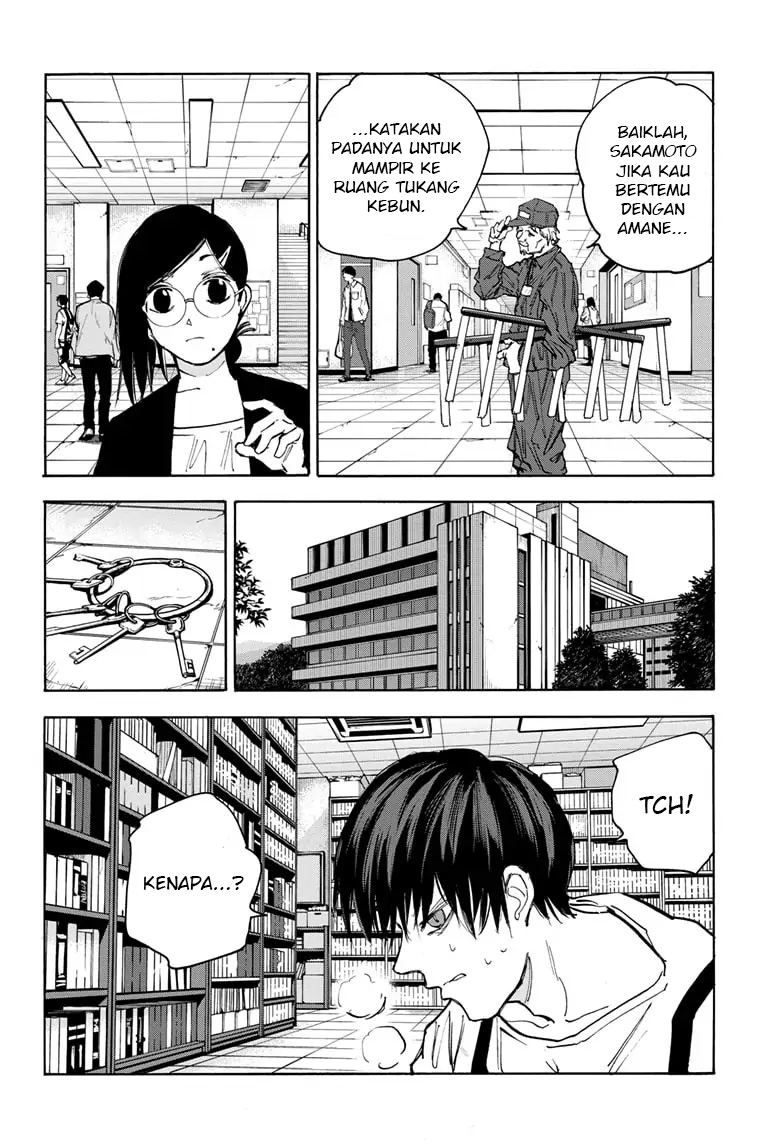 BAIKLAH,
SAKAMOTO
JIKA KAU
BERTEMU
DENGAN
AMANE...
...KATAKAN
PADANYA UNTUK
MAMPIR KE
RUANG TUKANG
KEBUN.
TCH!
KENAPA...?